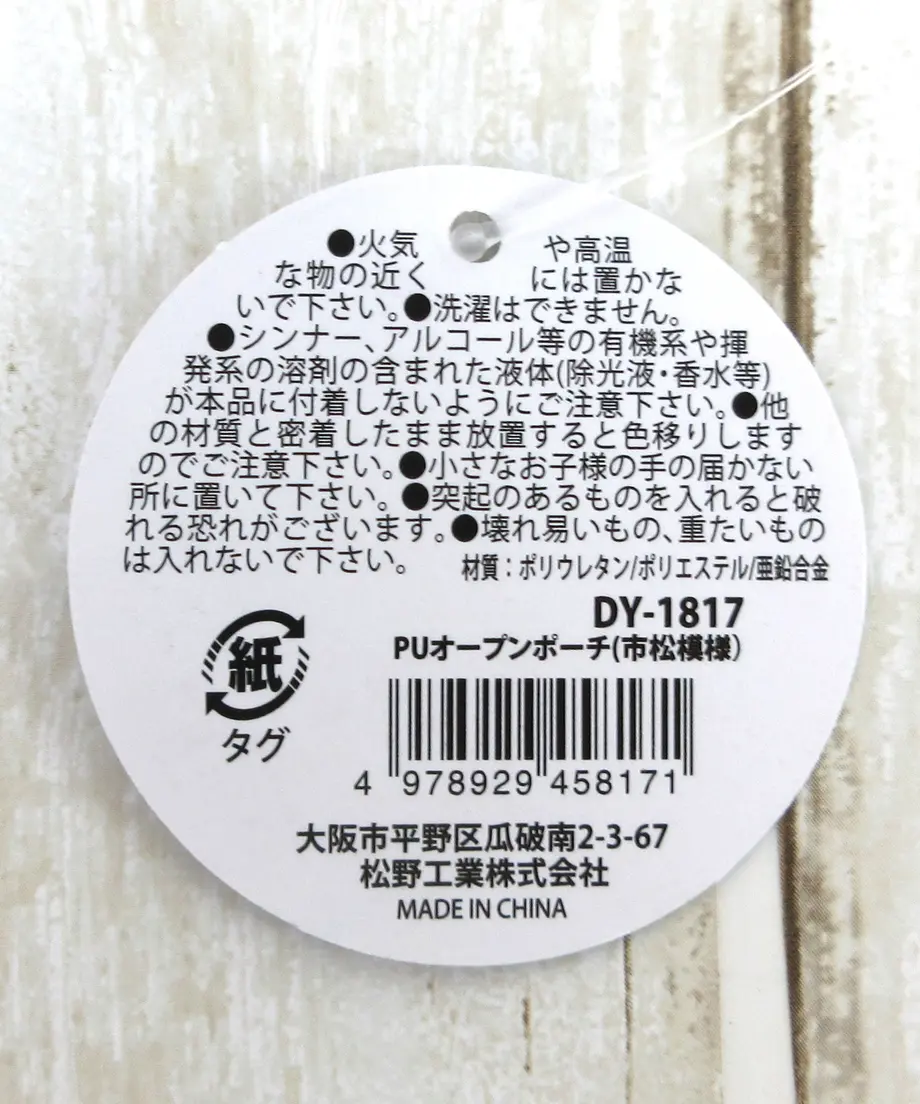 ●火気 や高温
な物の近く には置かな
いで下さい。●洗濯はできません。
●シンナー、アルコール等の有機系や揮
発系の溶剤の含まれた液体(除光液・香水等)
が本品に付着しないようにご注意下さい。●他
の材質と密着したまま放置すると色移りします
のでご注意下さい。●小さなお子様の手の届かない
所に置いて下さい。●突起のあるものを入れると破
れる恐れがございます。●壊れ易いもの、重たいもの
は入れないで下さい。 材質：ポリウレタン/ポリエステル/亜鉛合金
DY-1817
PUオープンポーチ(市松模様)
紙
タグ
4 978929 458171
大阪市平野区瓜破南2-3-67
松野工業株式会社
MADE IN CHINA